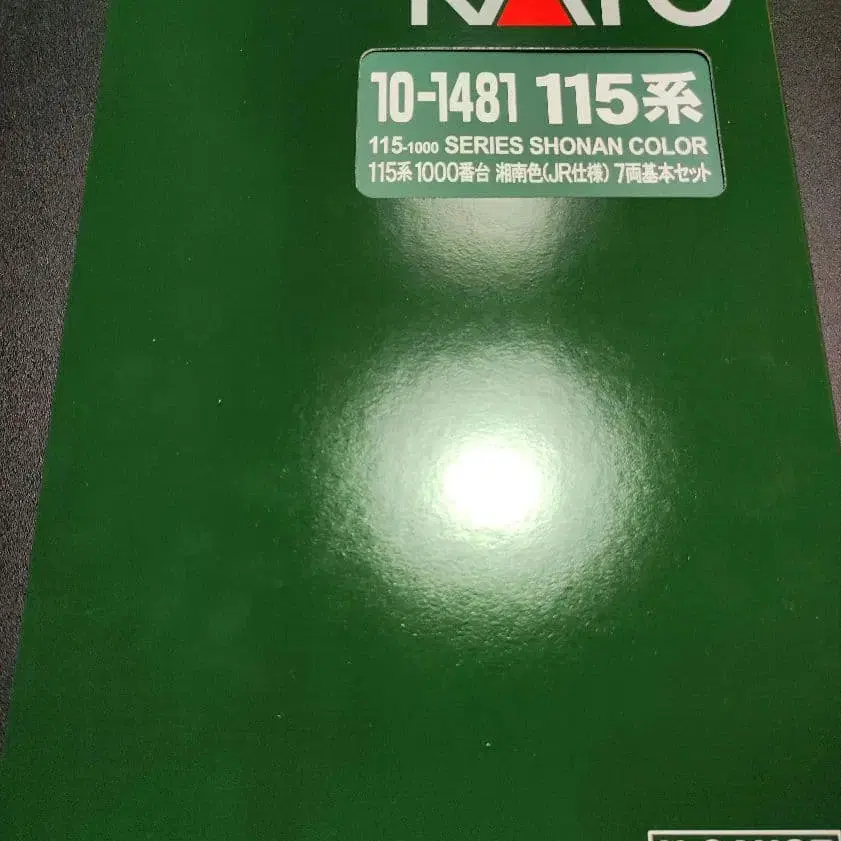 KATO
10-1481 115系
115-1000 SERIES SHONAN COLOR
115系1000番台 湘南色(JR仕様) 7両基本セット
N GAUGE